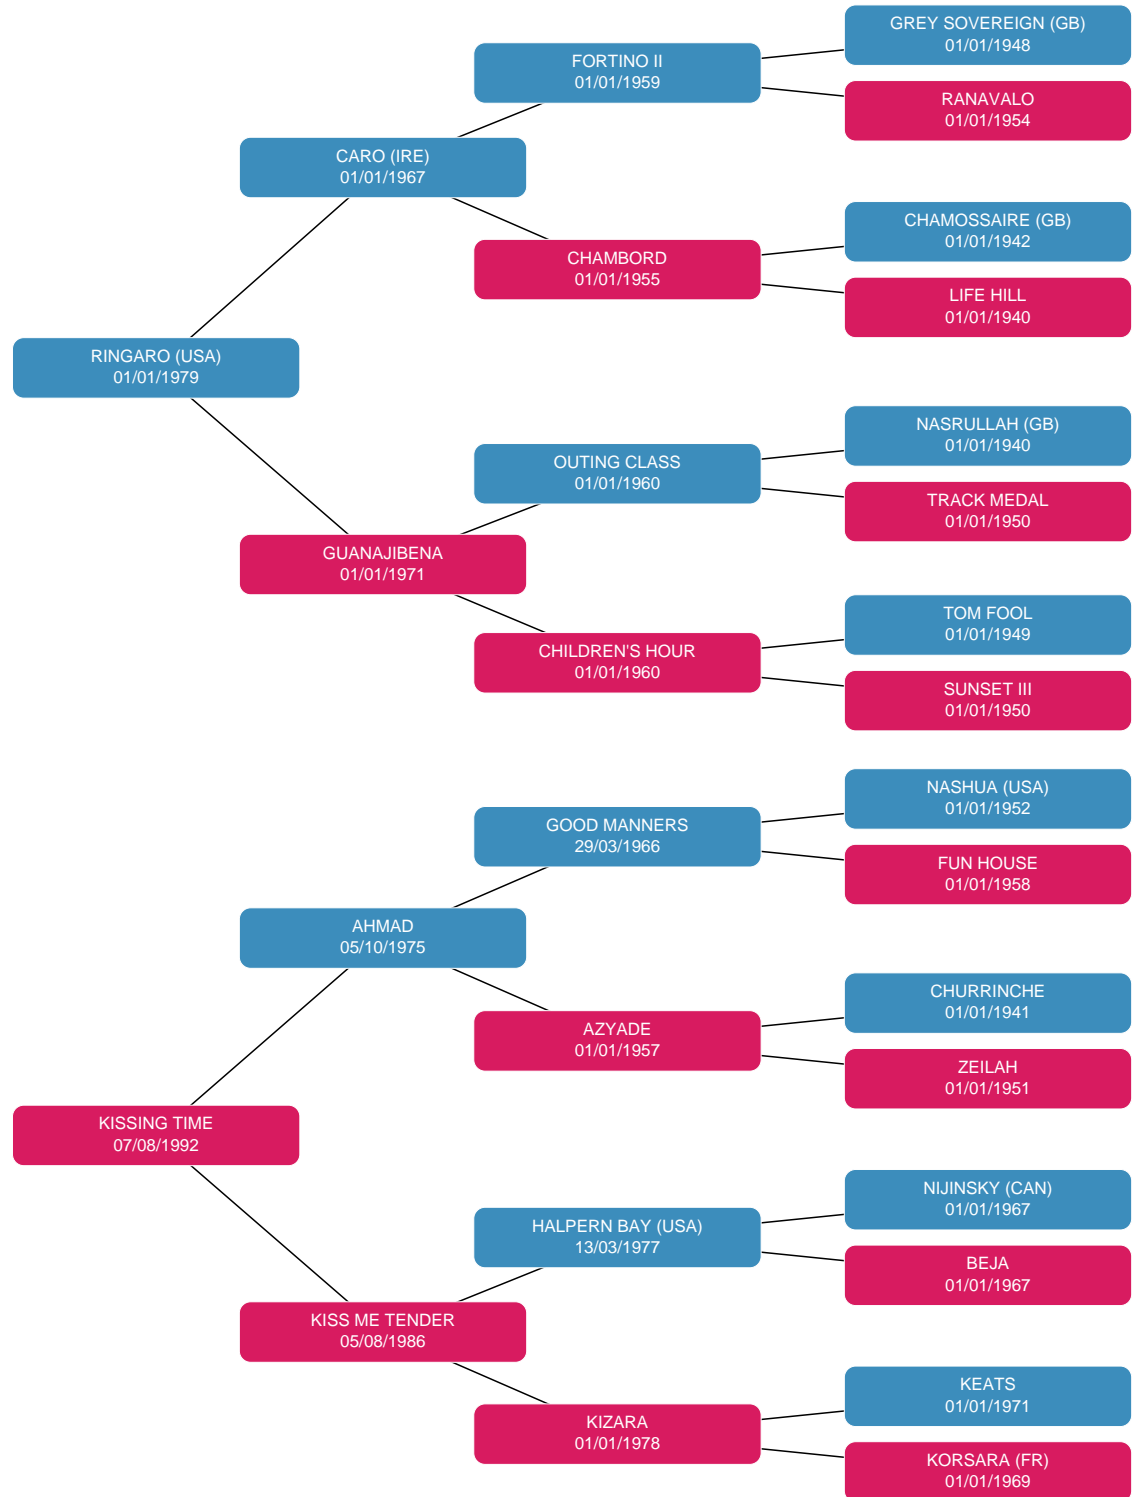 GREY SOVEREIGN (GB)
01/01/1948
FORTINO II
01/01/1959
RANAVALO
01/01/1954
CARO (IRE)
01/01/1967
CHAMOSSAIRE (GB)
01/01/1942
CHAMBORD
01/01/1955
LIFE HILL
01/01/1940
RINGARO (USA)
01/01/1979
NASRULLAH (GB)
01/01/1940
OUTING CLASS
01/01/1960
TRACK MEDAL
01/01/1950
GUANAJIBENA
01/01/1971
TOM FOOL
01/01/1949
CHILDREN'S HOUR
01/01/1960
SUNSET III
01/01/1950
NASHUA (USA)
01/01/1952
GOOD MANNERS
29/03/1966
FUN HOUSE
01/01/1958
AHMAD
05/10/1975
CHURRINCHE
01/01/1941
AZYADE
01/01/1957
ZEILAH
01/01/1951
KISSING TIME
07/08/1992
NIJINSKY (CAN)
01/01/1967
HALPERN BAY (USA)
13/03/1977
BEJA
01/01/1967
KISS ME TENDER
05/08/1986
KEATS
01/01/1971
KIZARA
01/01/1978
KORSARA (FR)
01/01/1969